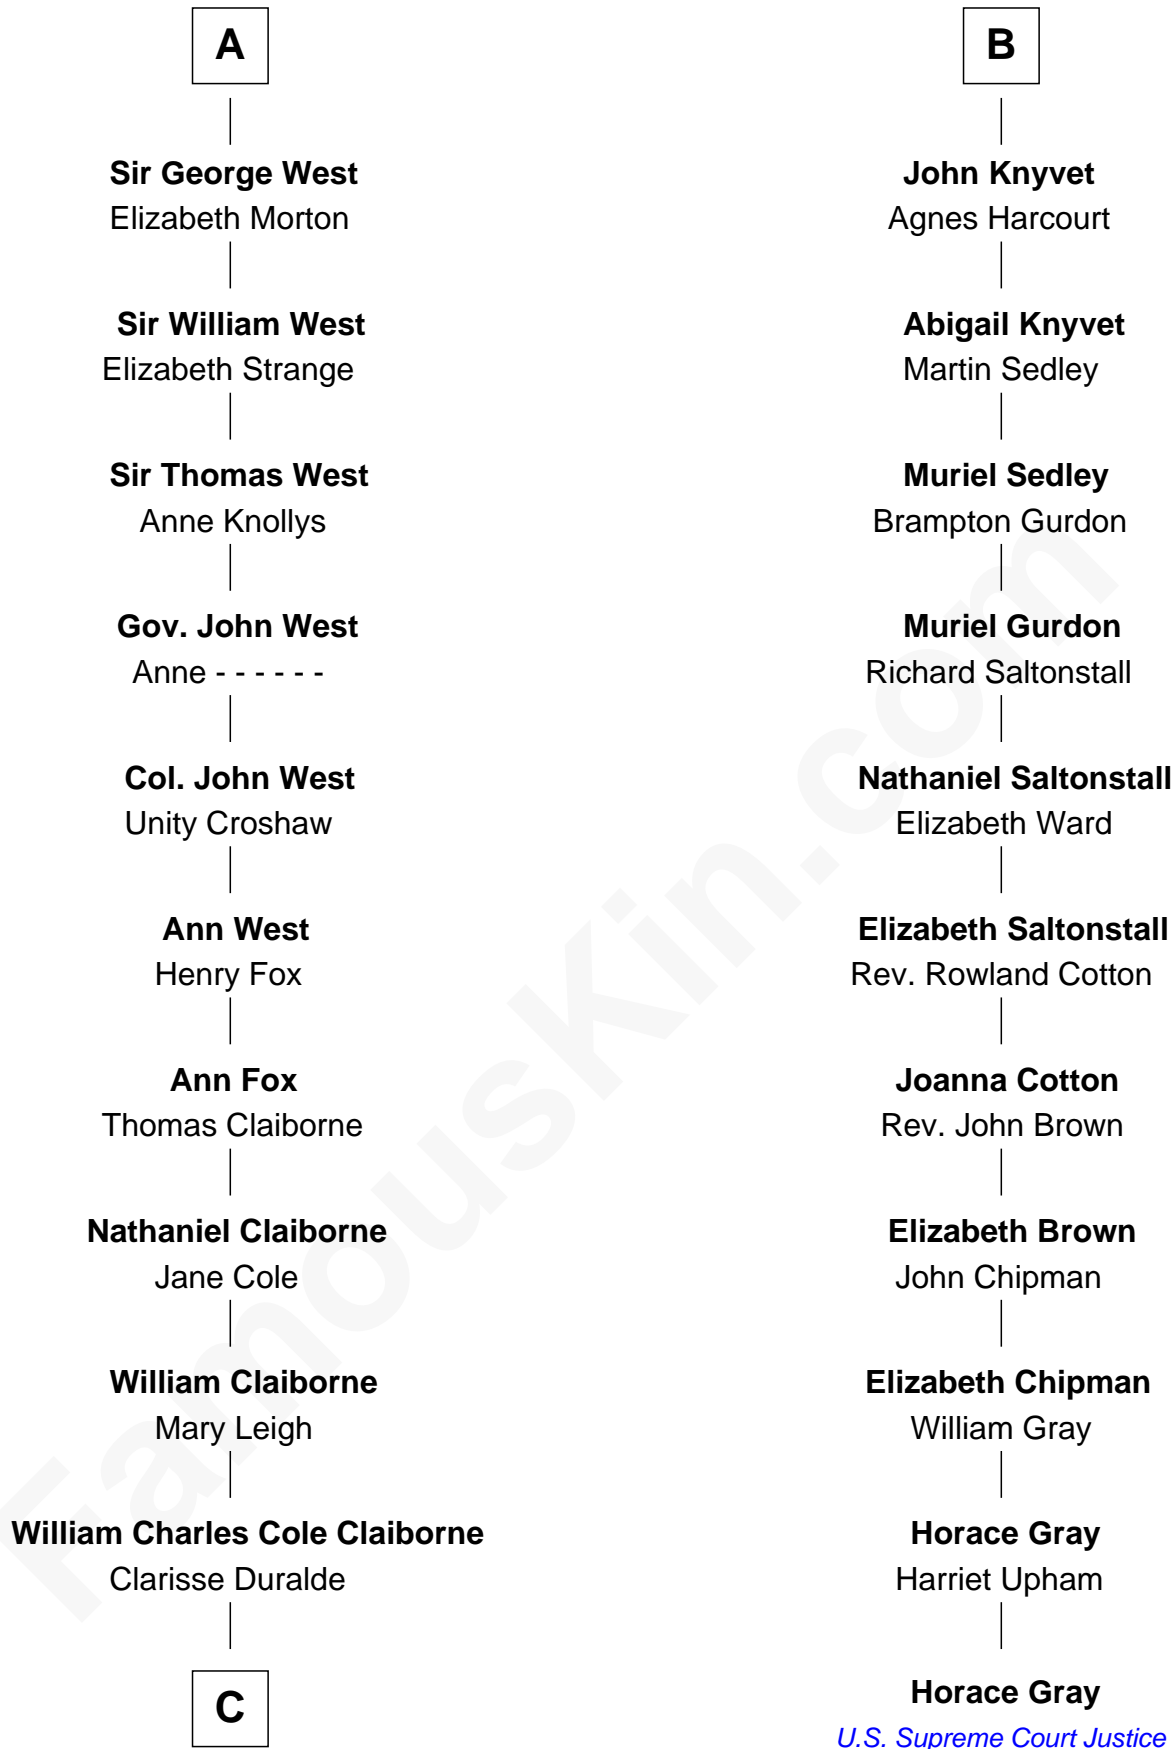 A
Sir George West
Elizabeth Morton
Sir William West
Elizabeth Strange
Sir Thomas West
Anne Knollys
Gov. John West
Anne - - - - - -
Col. John West
Unity Croshaw
Ann West
Henry Fox
Ann Fox
Thomas Claiborne
Nathaniel Claiborne
Jane Cole
William Claiborne
Mary Leigh
William Charles Cole Claiborne
Clarisse Duralde
C
B
John Knyvet
Agnes Harcourt
Abigail Knyvet
Martin Sedley
Muriel Sedley
Brampton Gurdon
Muriel Gurdon
Richard Saltonstall
Nathaniel Saltonstall
Elizabeth Ward
Elizabeth Saltonstall
Rev. Rowland Cotton
Joanna Cotton
Rev. John Brown
Elizabeth Brown
John Chipman
Elizabeth Chipman
William Gray
Horace Gray
Harriet Upham
Horace Gray
U.S. Supreme Court Justice
FamousKin.com